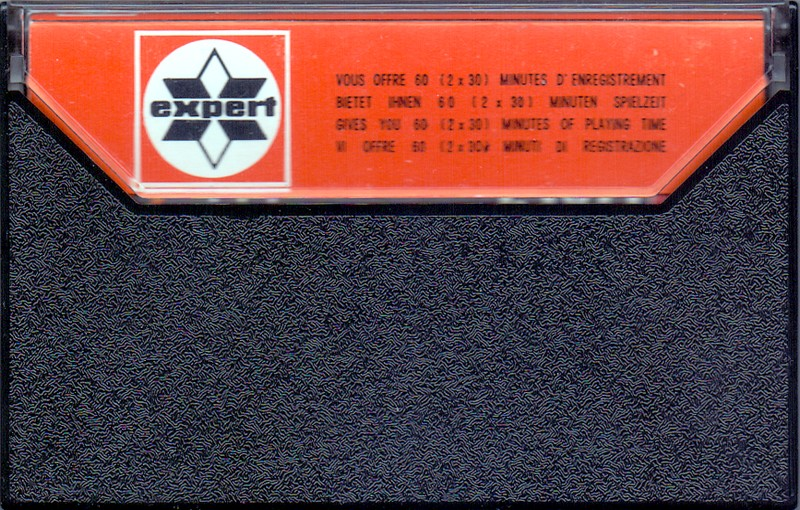 expert
VOUS OFFRE 60 (2 x 30) MINUTES D'ENREGISTREMENT
BIETET IHNEN 60 (2 x 30) MINUTEN SPIELZEIT
GIVES YOU 60 (2 x 30) MINUTES OF PLAYING TIME
VI OFFRE 60 (2 x 30) MINUTI DI REGISTRAZIONE